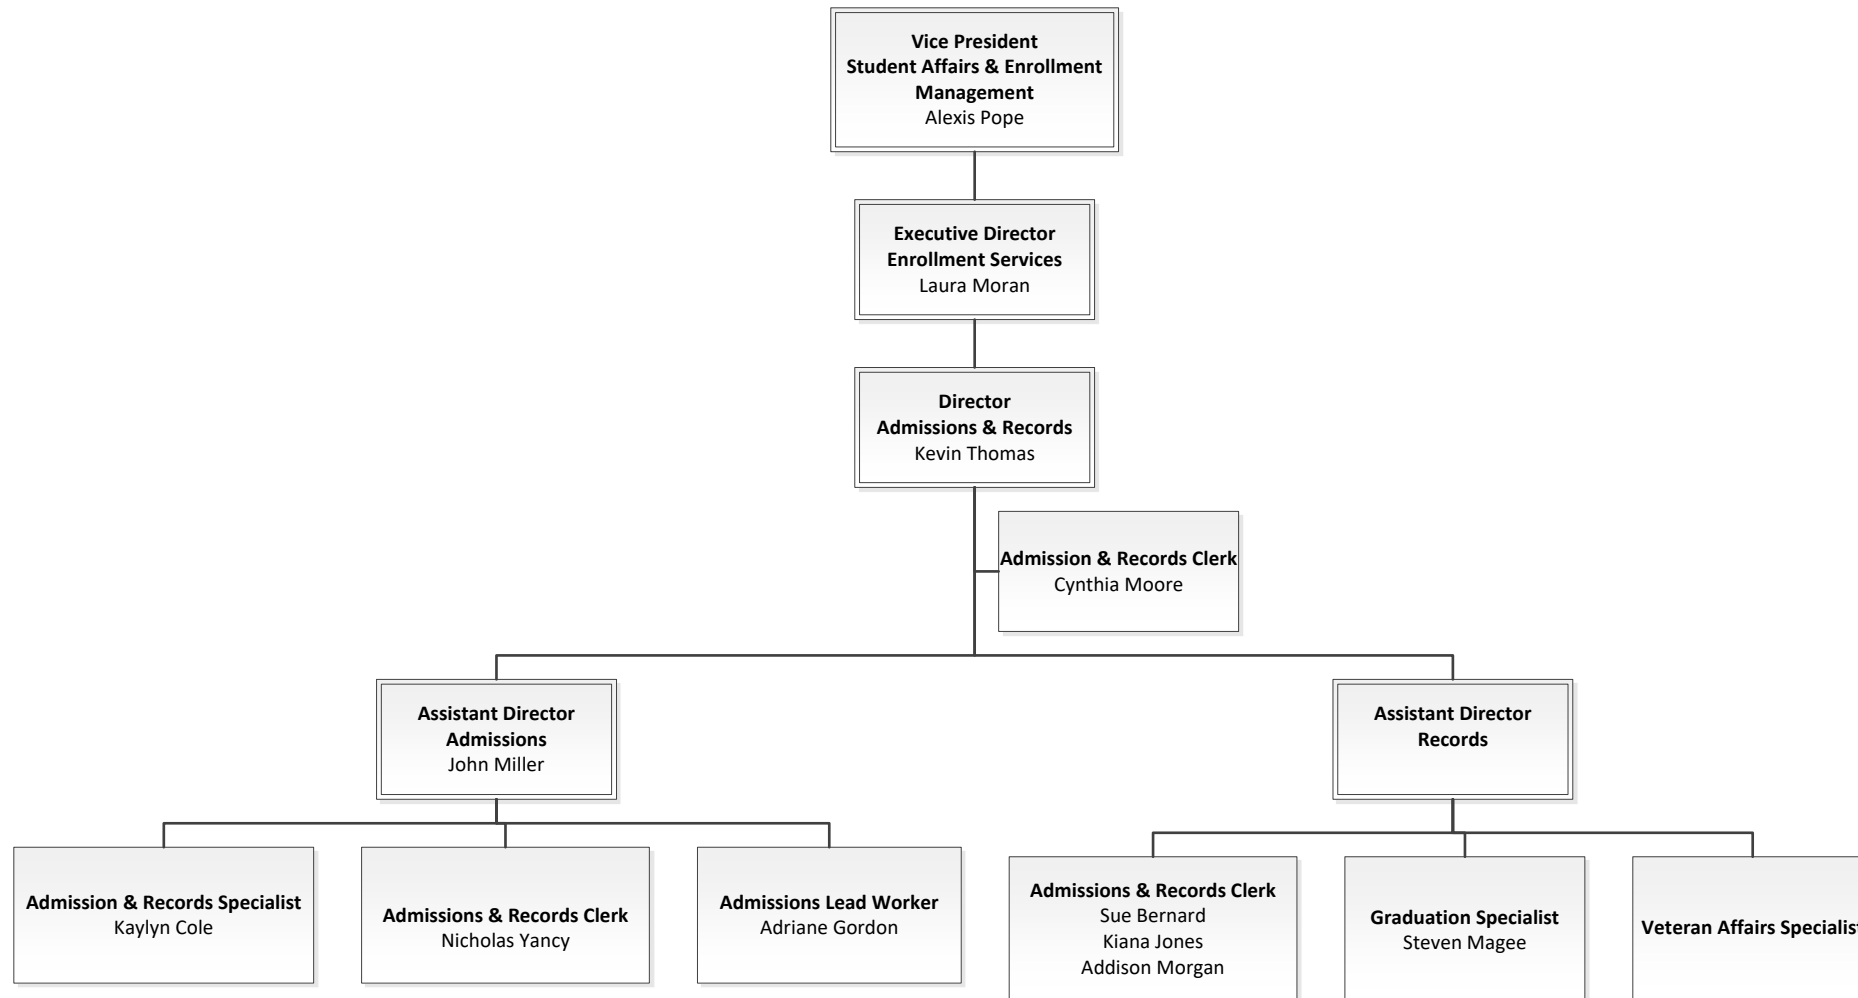 Vice President
Student Affairs & Enrollment
Management
Alexis Pope
Executive Director
Enrollment Services
Laura Moran
Director
Admissions & Records
Kevin Thomas
Admission & Records Clerk
Cynthia Moore
Assistant Director
Admissions
John Miller
Assistant Director
Records
Admission & Records Specialist
Kaylyn Cole
Admissions & Records Clerk
Nicholas Yancy
Admissions Lead Worker
Adriane Gordon
Admissions & Records Clerk
Sue Bernard
Kiana Jones
Addison Morgan
Graduation Specialist
Steven Magee
Veteran Affairs Specialist